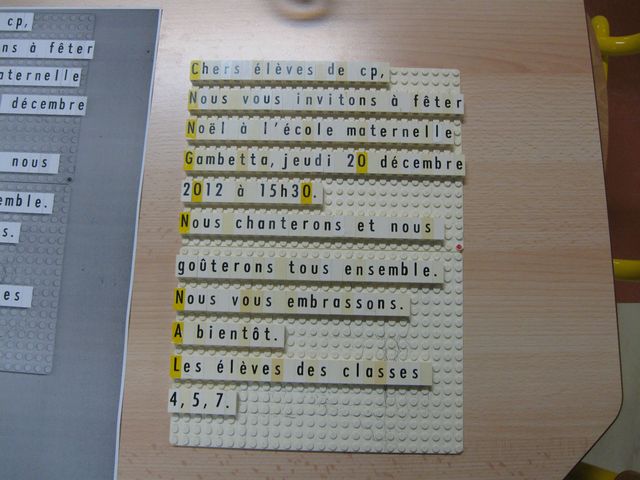 cp,
ns à fêter
aternelle
décembre
nous
emble.
s.
es
Chers élèves de cp,
Nous vous invitons à fêter
Noël à l'école maternelle
Gambetta, jeudi 20 décembre
2012 à 15h30.
Nous chanterons et nous
goûterons tous ensemble.
Nous vous embrassons.
A bientôt.
Les élèves des classes
4, 5, 7.